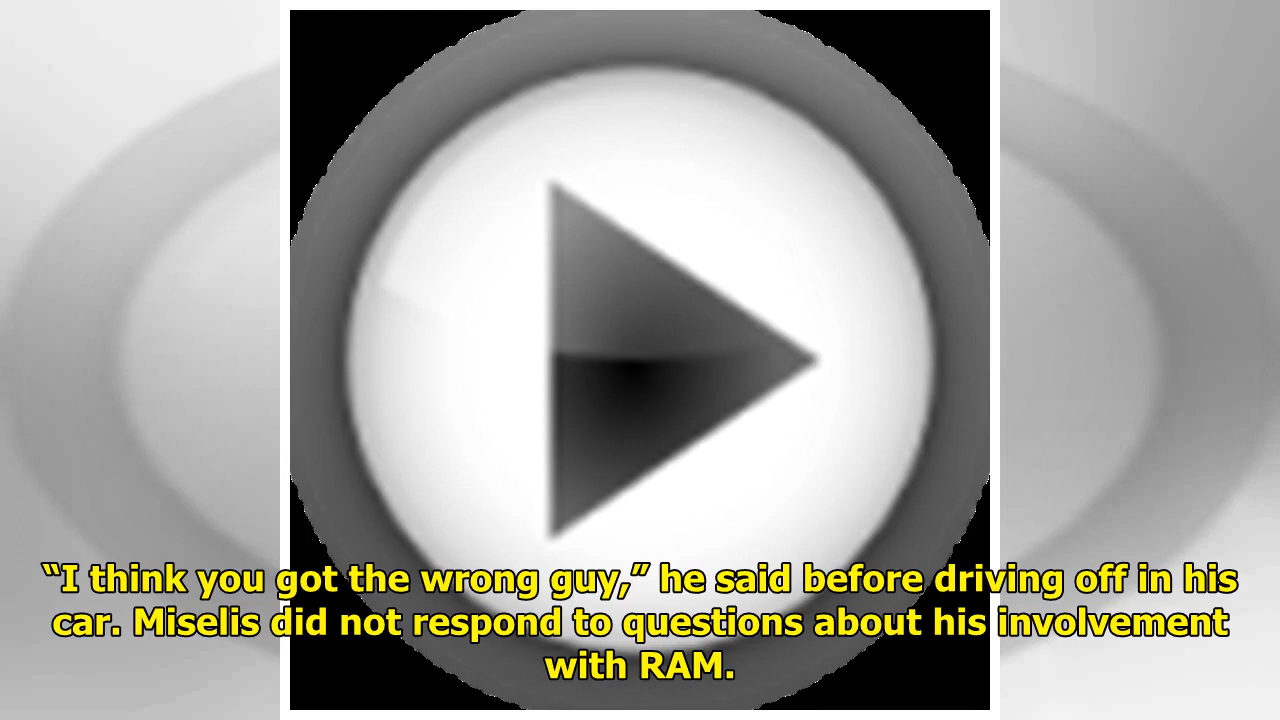 “I think you got the wrong guy,” he said before driving off in his
car. Miselis did not respond to questions about his involvement
with RAM.